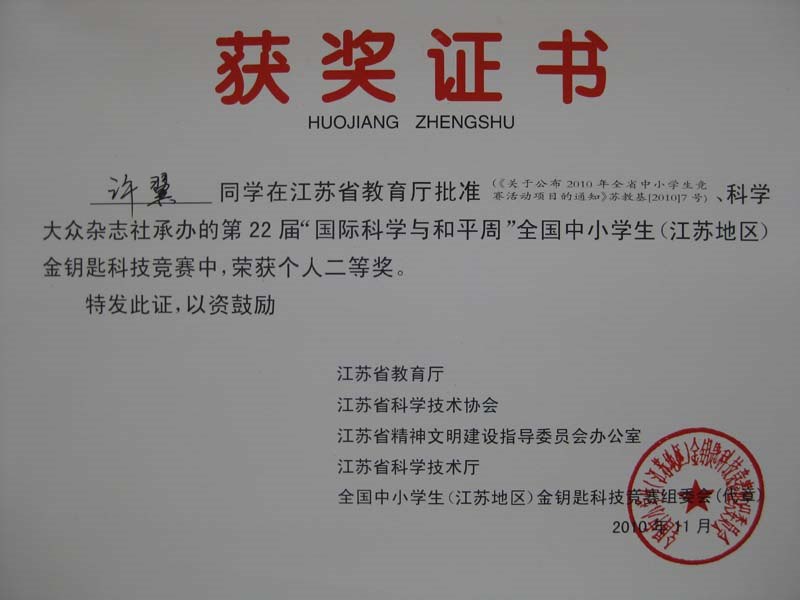 获奖证书
HUOJIANG ZHENGSHU
许翼 同学在江苏省教育厅批准(《关于公布2010年全省中小学生竞赛活动项目的通知》苏教基[2010]7号)、科学
大众杂志社承办的第22届“国际科学与和平周”全国中小学生(江苏地区)
金钥匙科技竞赛中,荣获个人二等奖。
特发此证,以资鼓励
江苏省教育厅
江苏省科学技术协会
江苏省精神文明建设指导委员会办公室
江苏省科学技术厅
全国中小学生(江苏地区)金钥匙科技竞赛组委会(代章)
2010年11月